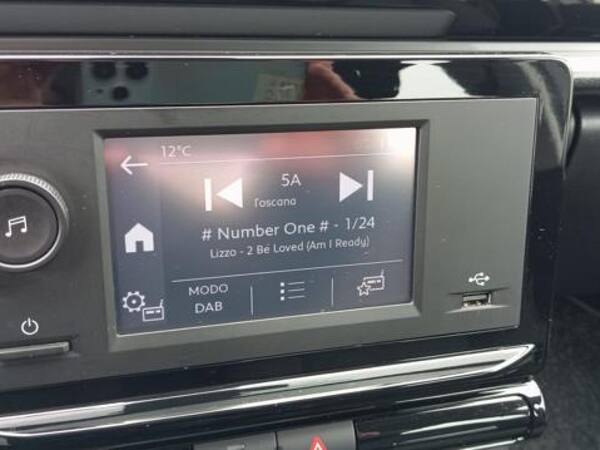 12°C
5A
Toscana
# Number One # - 1/24
Lizzo - 2 Be Loved (Am I Ready)
MODO
DAB